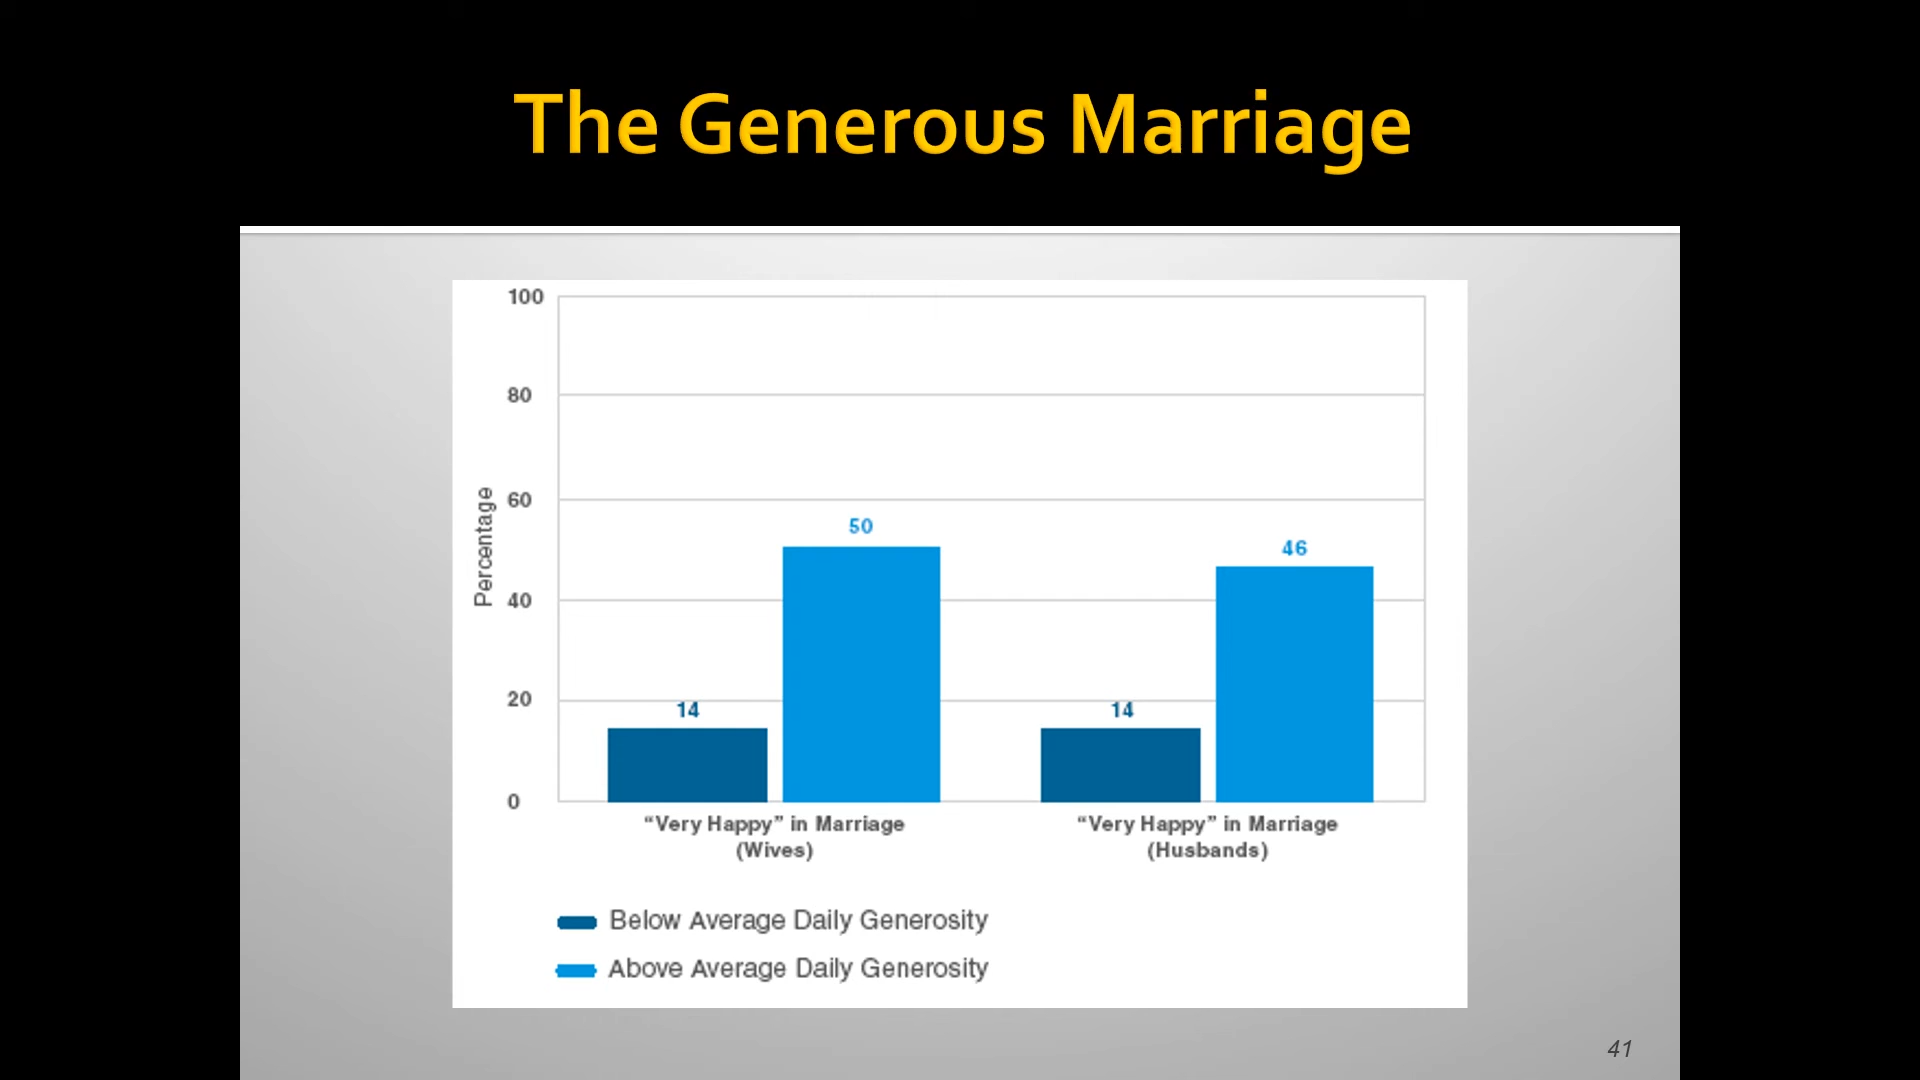 The Generous Marriage
100
80
60
40
20
0
Percentage
14
50
14
46
“Very Happy” in Marriage
(Wives)
“Very Happy” in Marriage
(Husbands)
Below Average Daily Generosity
Above Average Daily Generosity
41